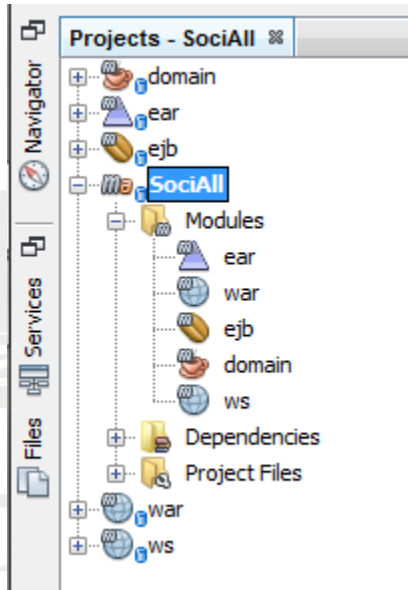 Projects - SociAll
Navigator
Services
Files
domain
ear
ejb
SociAll
Modules
ear
war
ejb
domain
ws
Dependencies
Project Files
war
ws